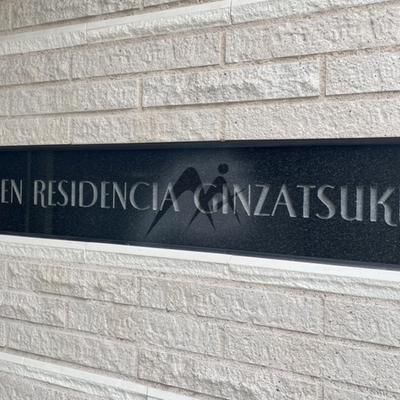 EN RESIDENCIA GINZATSUK